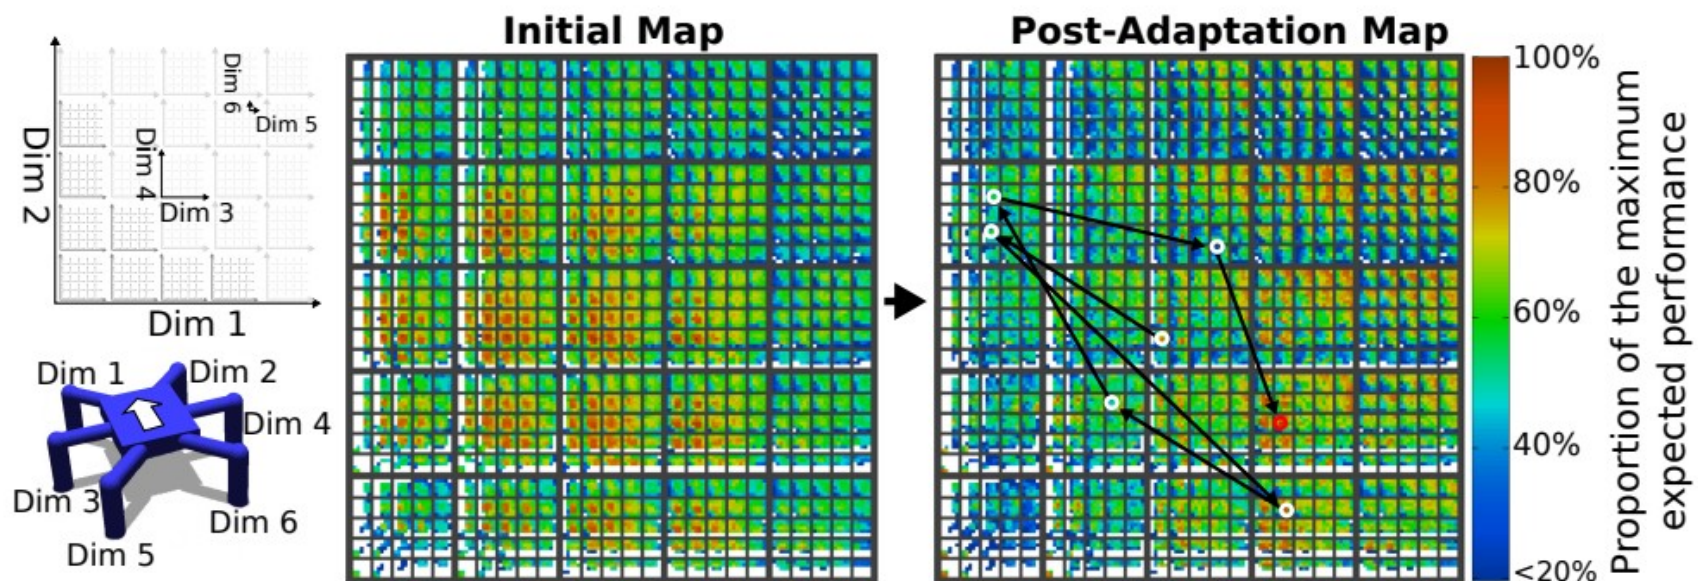 Initial Map
Post-Adaptation Map
Dim 1
Dim 2
Dim 3
Dim 4
Dim 5
Dim 6
Dim 1
Dim 2
Dim 3
Dim 4
Dim 5
Dim 6
100%
80%
60%
40%
<20%
Proportion of the maximum
expected performance